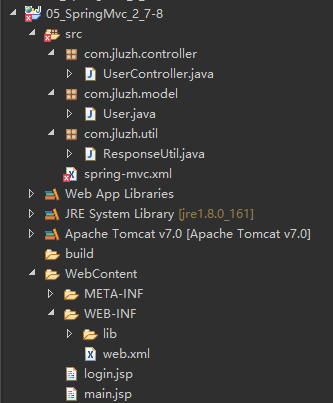 05_SpringMvc_2_7-8
src
com.jluzh.controller
UserController.java
com.jluzh.model
User.java
com.jluzh.util
ResponseUtil.java
spring-mvc.xml
Web App Libraries
JRE System Library [jre1.8.0_161]
Apache Tomcat v7.0 [Apache Tomcat v7.0]
build
WebContent
META-INF
WEB-INF
lib
web.xml
login.jsp
main.jsp